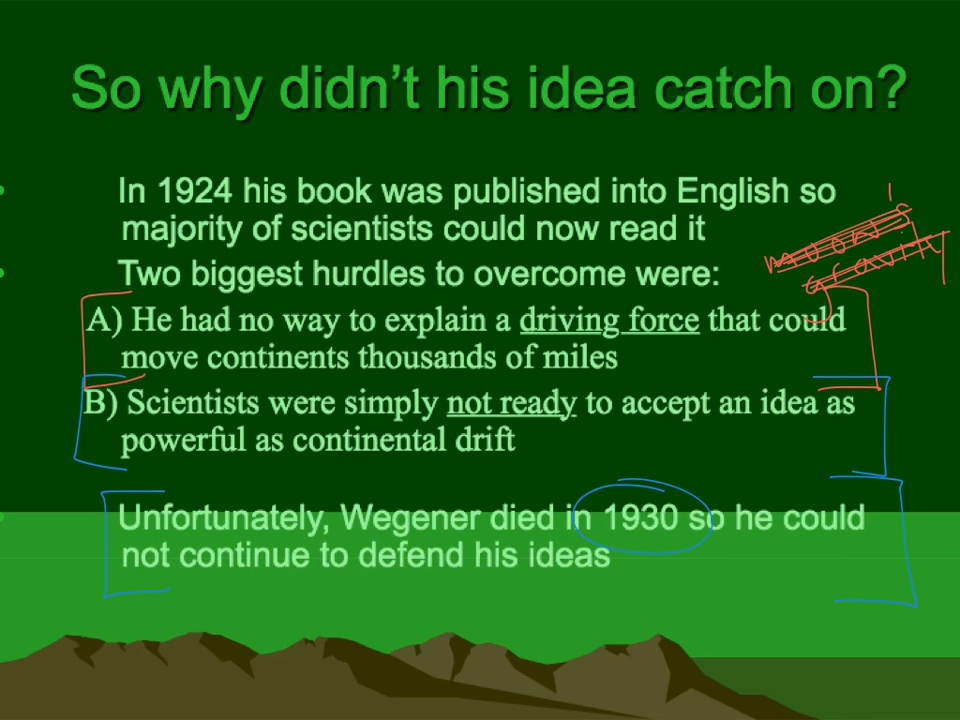 So why didn't his idea catch on?
• In 1924 his book was published into English so
majority of scientists could now read it
• Two biggest hurdles to overcome were:
moon's
gravity
A) He had no way to explain a driving force that could
move continents thousands of miles
B) Scientists were simply not ready to accept an idea as
powerful as continental drift
• Unfortunately, Wegener died in 1930 so he could
not continue to defend his ideas